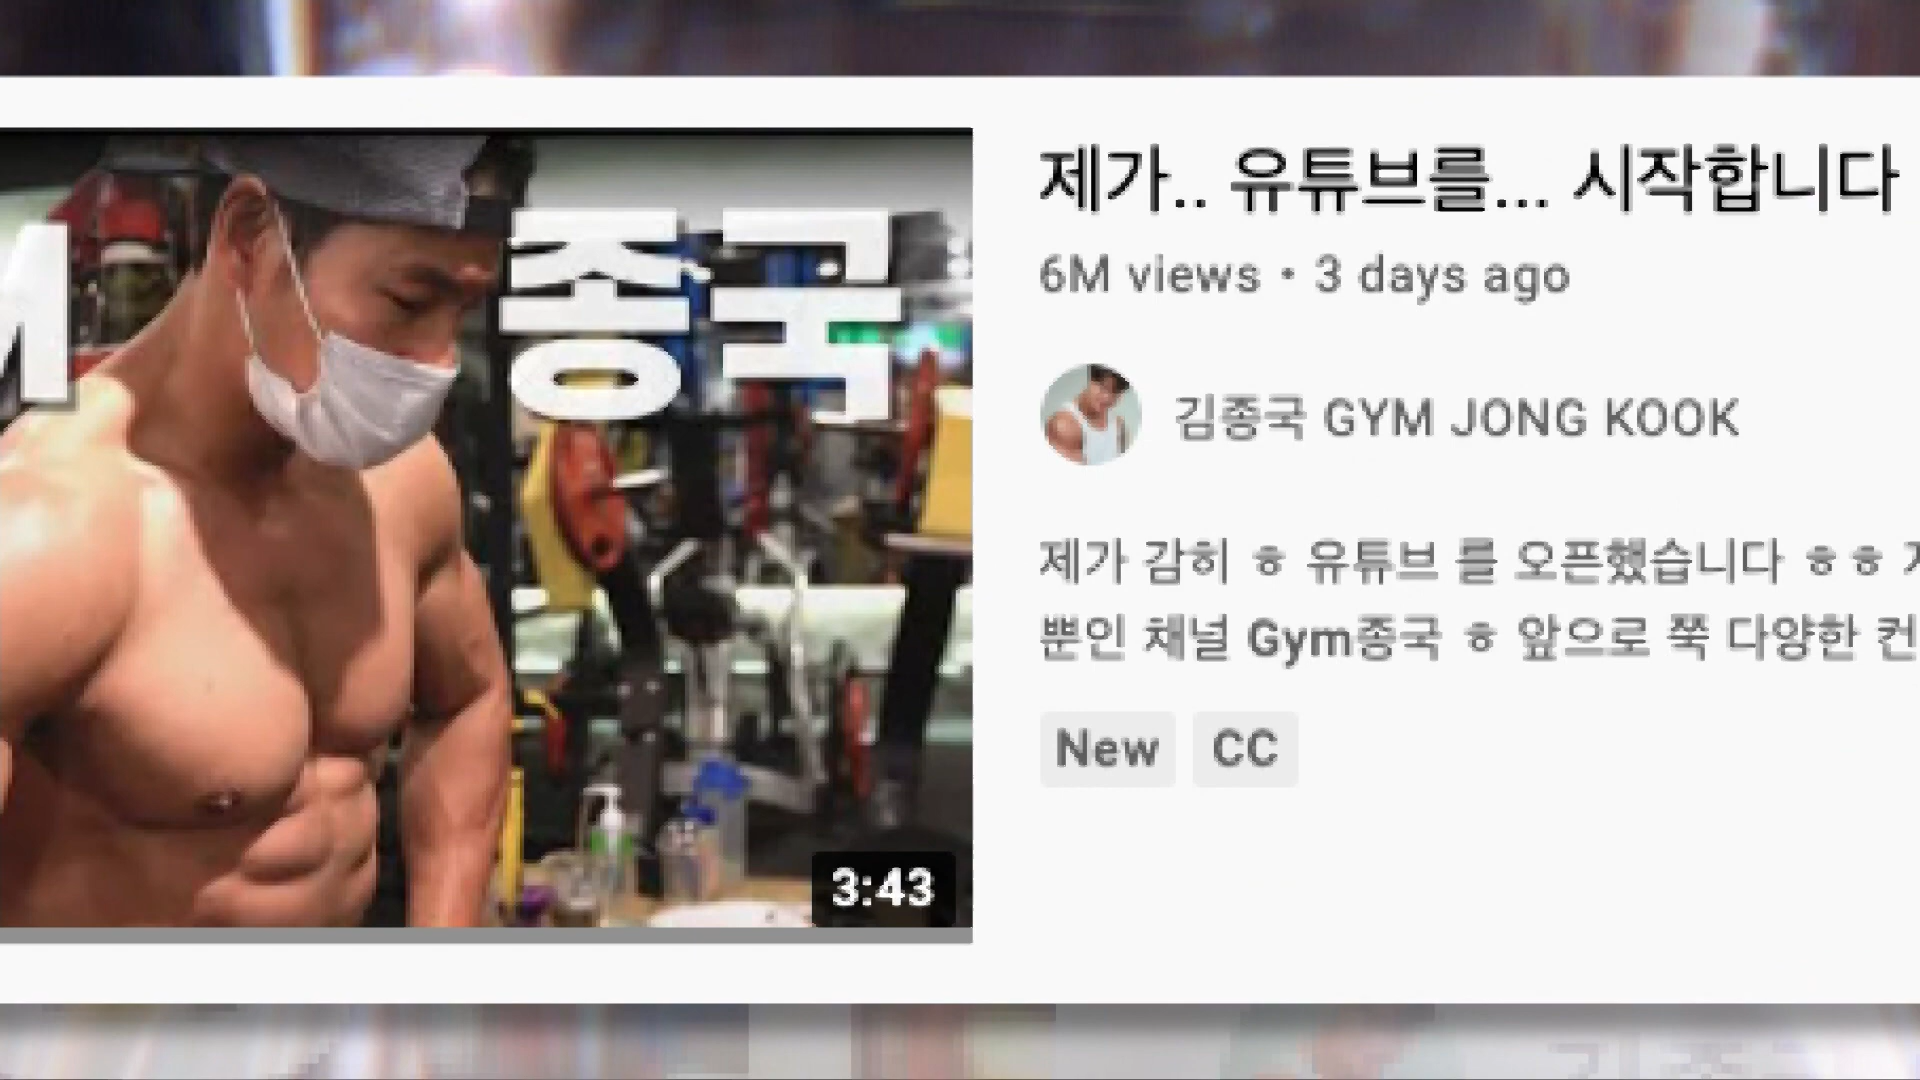 종국
3:43
제가.. 유튜브를... 시작합니다
6M views • 3 days ago
김종국 GYM JONG KOOK
제가 감히 ㅎ 유튜브 를 오픈했습니다 ㅎㅎ
뿐인 채널 Gym종국 ㅎ 앞으로 쭉 다양한 컨
New
CC